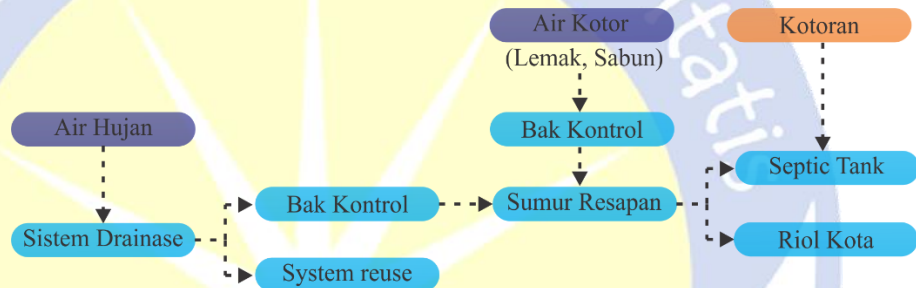 Air Kotor
Kotoran
(Lemak, Sabun)
Air Hujan
Bak Kontrol
Septic Tank
Bak Kontrol
Sumur Resapan
Sistem Drainase
Riol Kota
System reuse